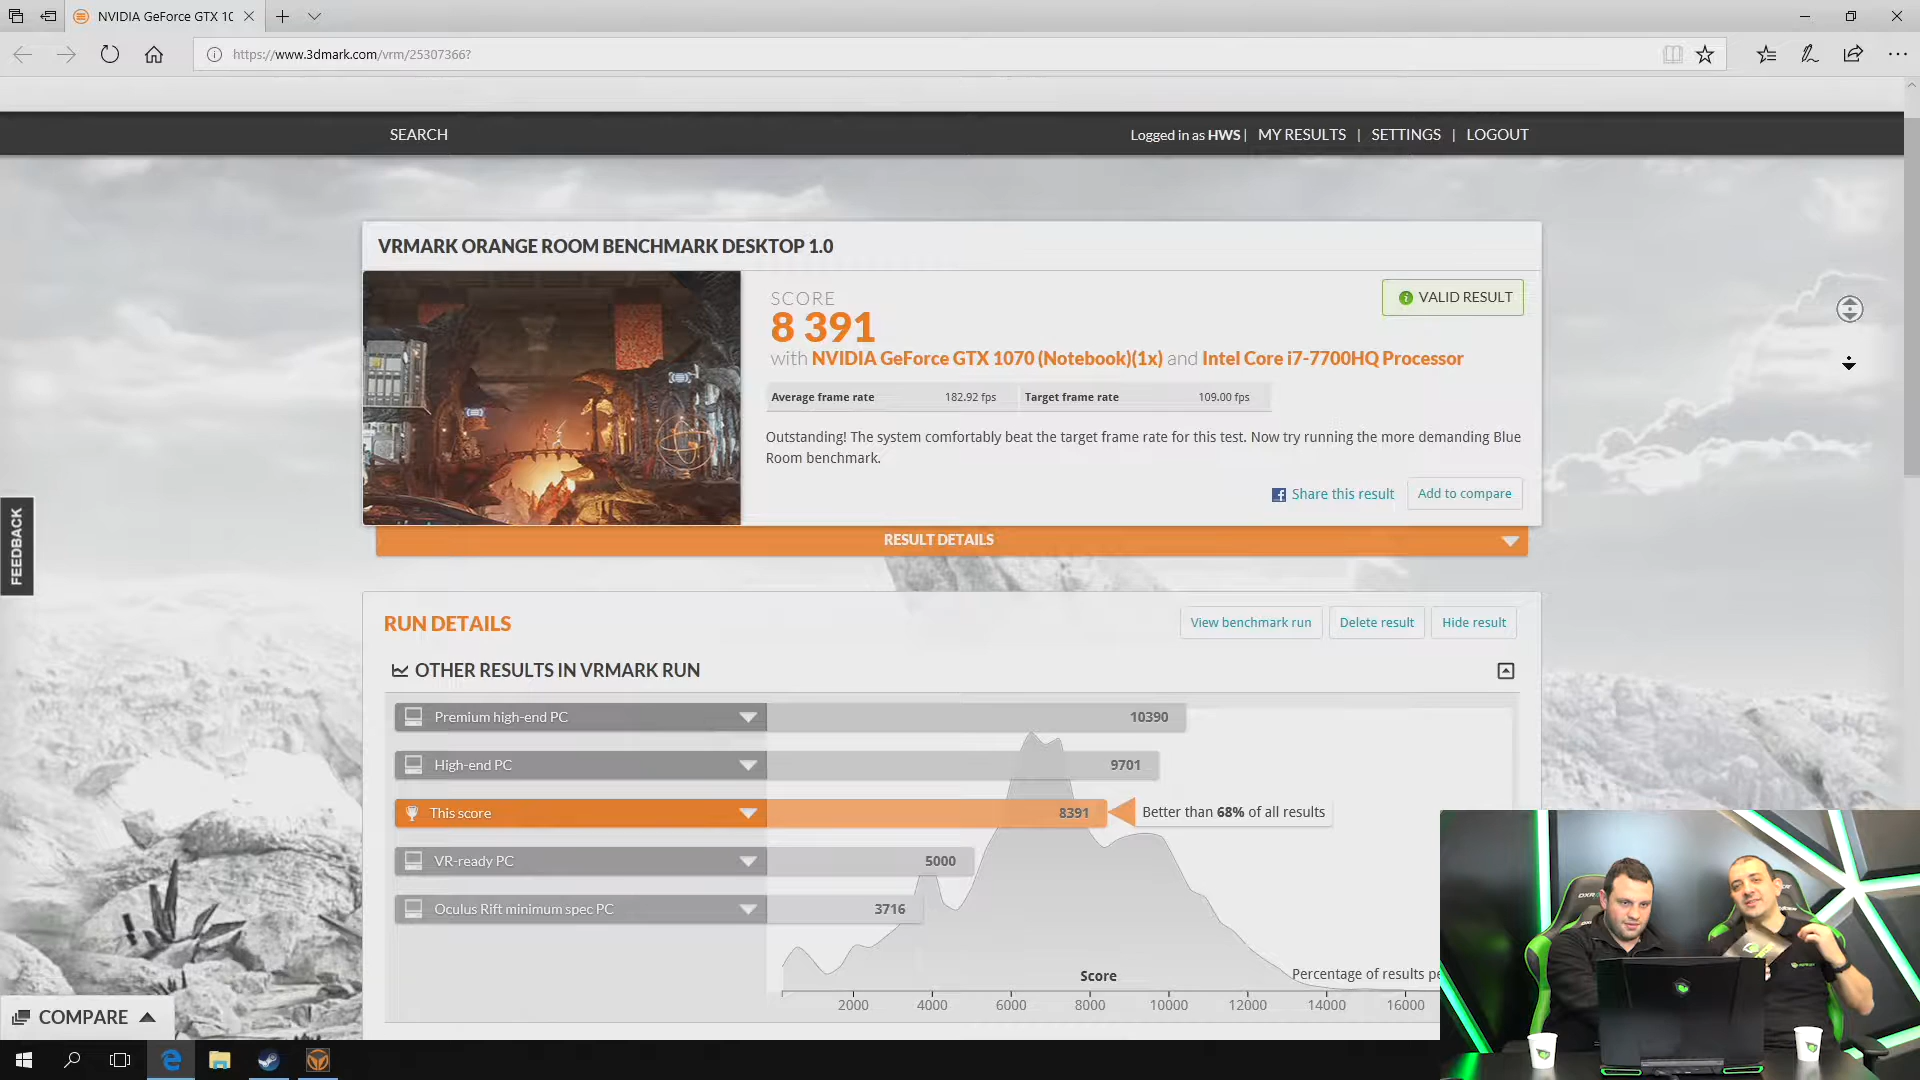 NVIDIA GeForce GTX 10
https://www.3dmark.com/vrm/25307366?
SEARCH
Logged in as HWS | MY RESULTS | SETTINGS | LOGOUT
VRMARK ORANGE ROOM BENCHMARK DESKTOP 1.0
SCORE
8 391
VALID RESULT
with NVIDIA GeForce GTX 1070 (Notebook)(1x) and Intel Core i7-7700HQ Processor
Average frame rate 182.92 fps Target frame rate 109.00 fps
Outstanding! The system comfortably beat the target frame rate for this test. Now try running the more demanding Blue
Room benchmark.
Share this result Add to compare
RESULT DETAILS
FEEDBACK
RUN DETAILS
View benchmark run Delete result Hide result
OTHER RESULTS IN VRMARK RUN
Premium high-end PC 10390
High-end PC 9701
This score 8391 Better than 68% of all results
VR-ready PC 5000
Oculus Rift minimum spec PC 3716
Score
Percentage of results pe
2000 4000 6000 8000 10000 12000 14000 16000
COMPARE